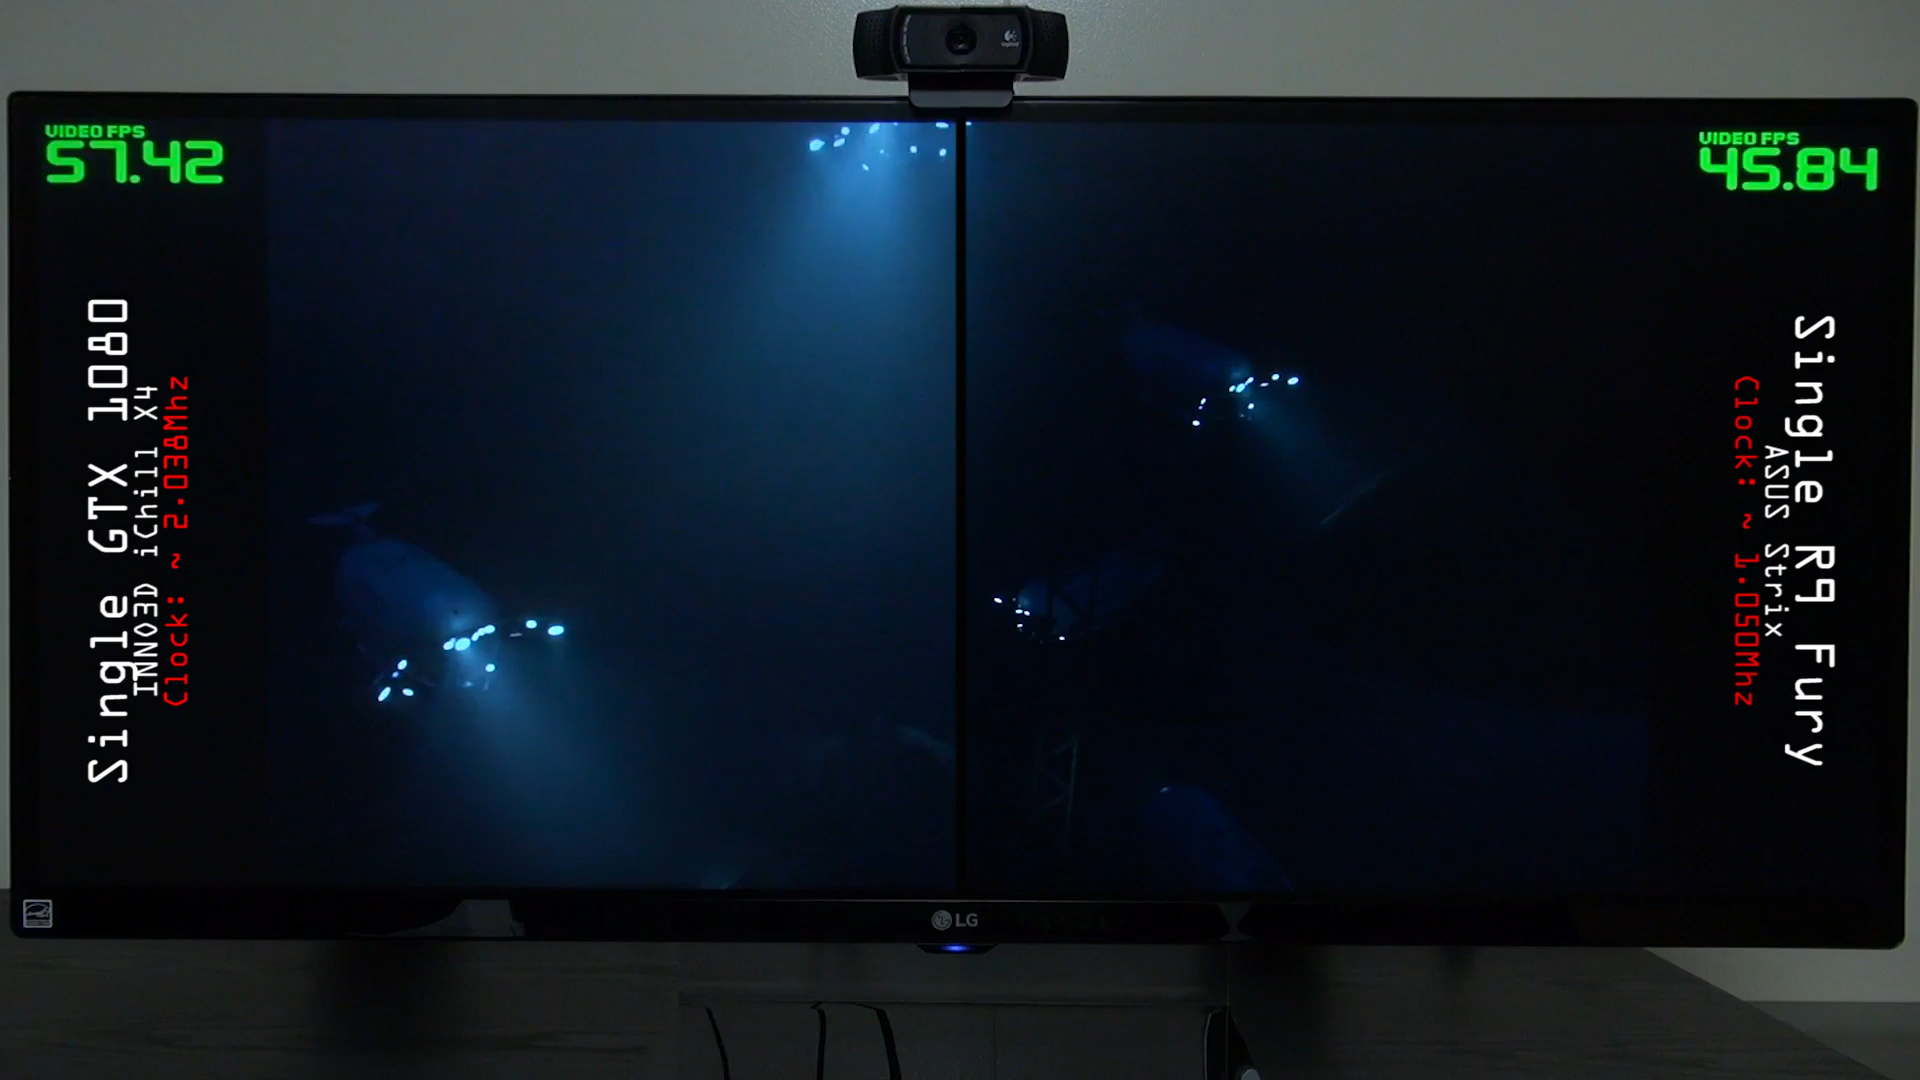 Logitech
VIDEO FPS
57.42
VIDEO FPS
45.84
Single GTX 1080
INNO3D iChill X4
Clock: ~ 2.038Mhz
Single R9 Fury
ASUS Strix
Clock: ~ 1.050Mhz
LG